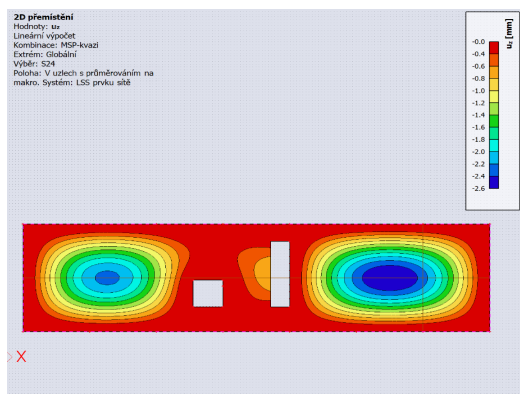 2D přemístění
Hodnoty: uz
Lineární výpočet
Kombinace: MSP-kvazi
Extrém: Globální
Výběr: S24
Poloha: V uzlech s průměrováním na
makro. Systém: LSS prvku sítě
uz [mm]
-0.0
-0.4
-0.6
-0.8
-1.0
-1.2
-1.4
-1.6
-1.8
-2.0
-2.2
-2.4
-2.6
X